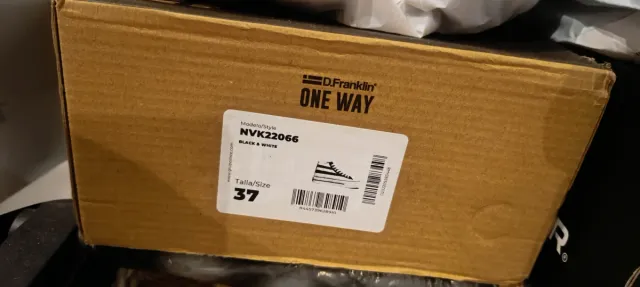 D.Franklin®
ONE WAY
Modelo/Style
NVK22066
BLACK & WHITE
Talla/Size
37
R®